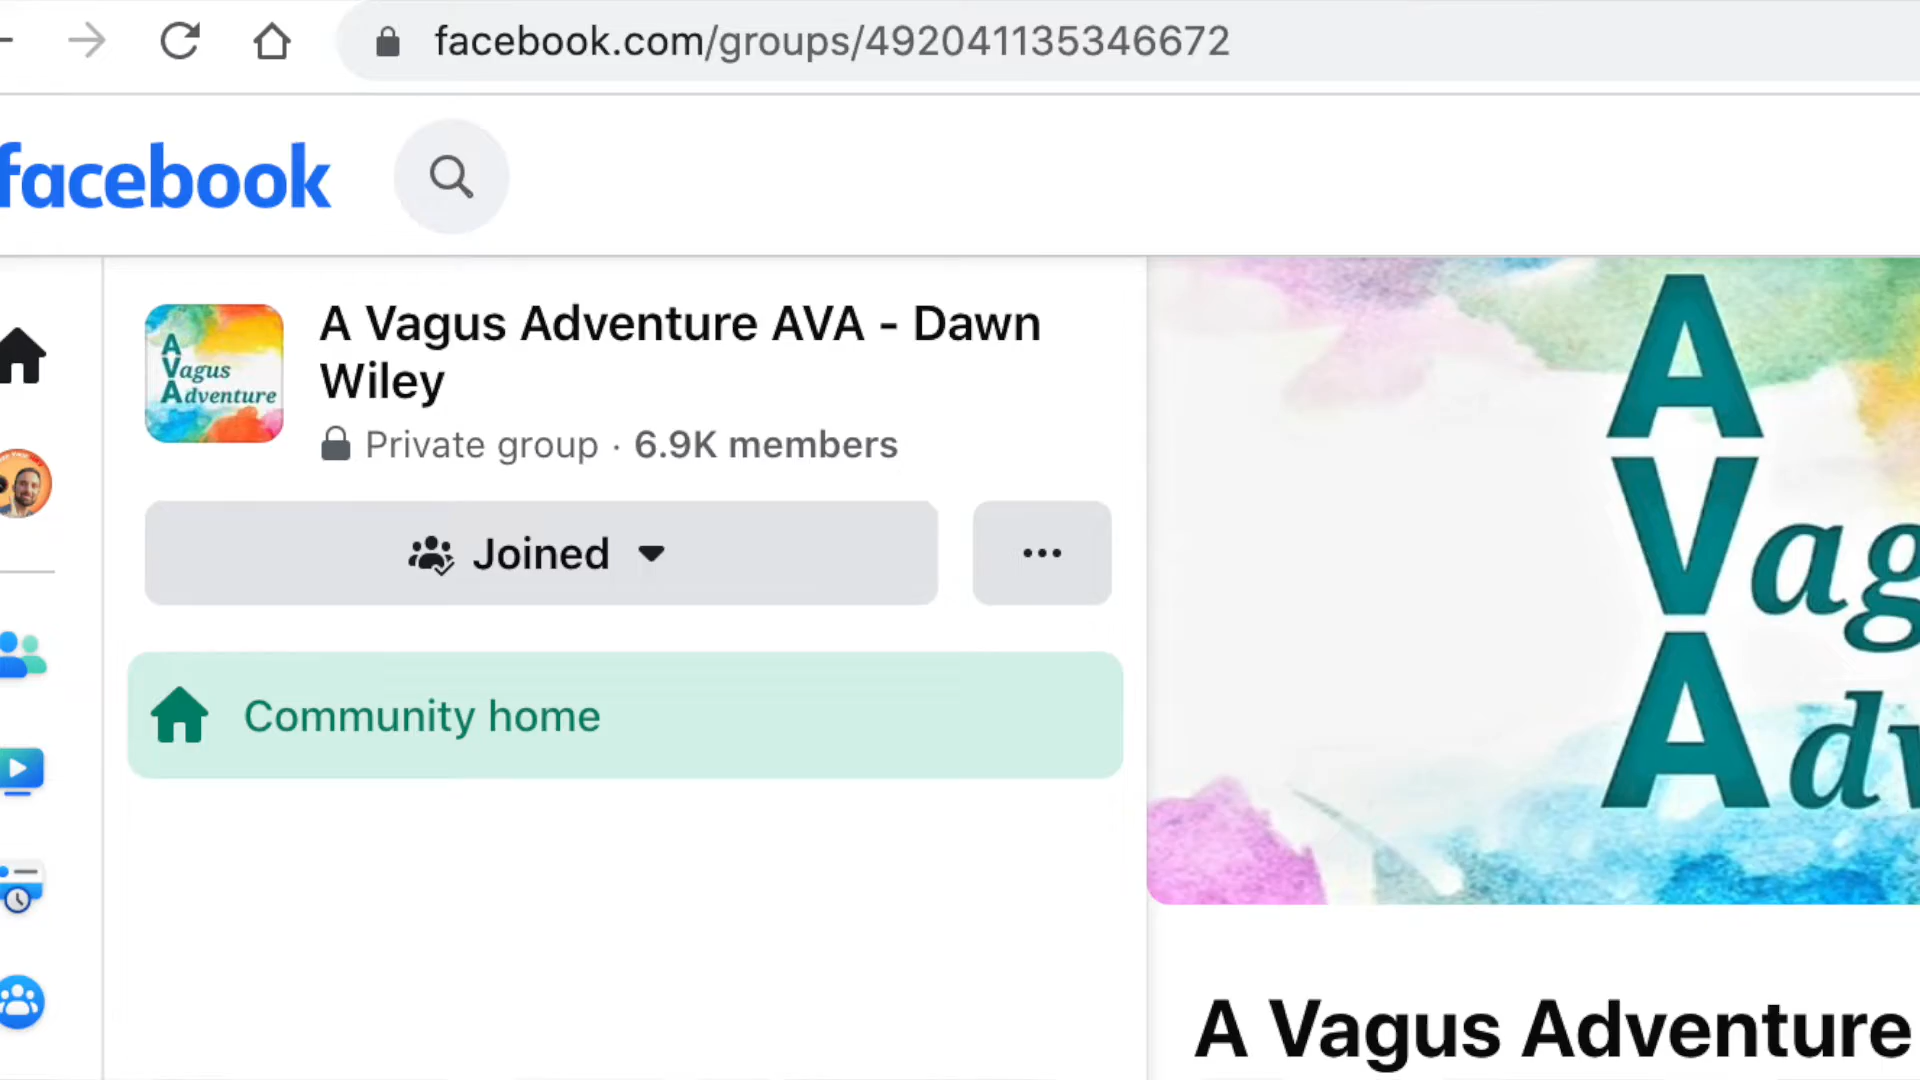 facebook.com/groups/492041135346672
facebook
A Vagus Adventure AVA - Dawn
Wiley
Private group · 6.9K members
Joined
Community home
A
Vagus
Adventure
A
Vag
Adv
A Vagus Adventure